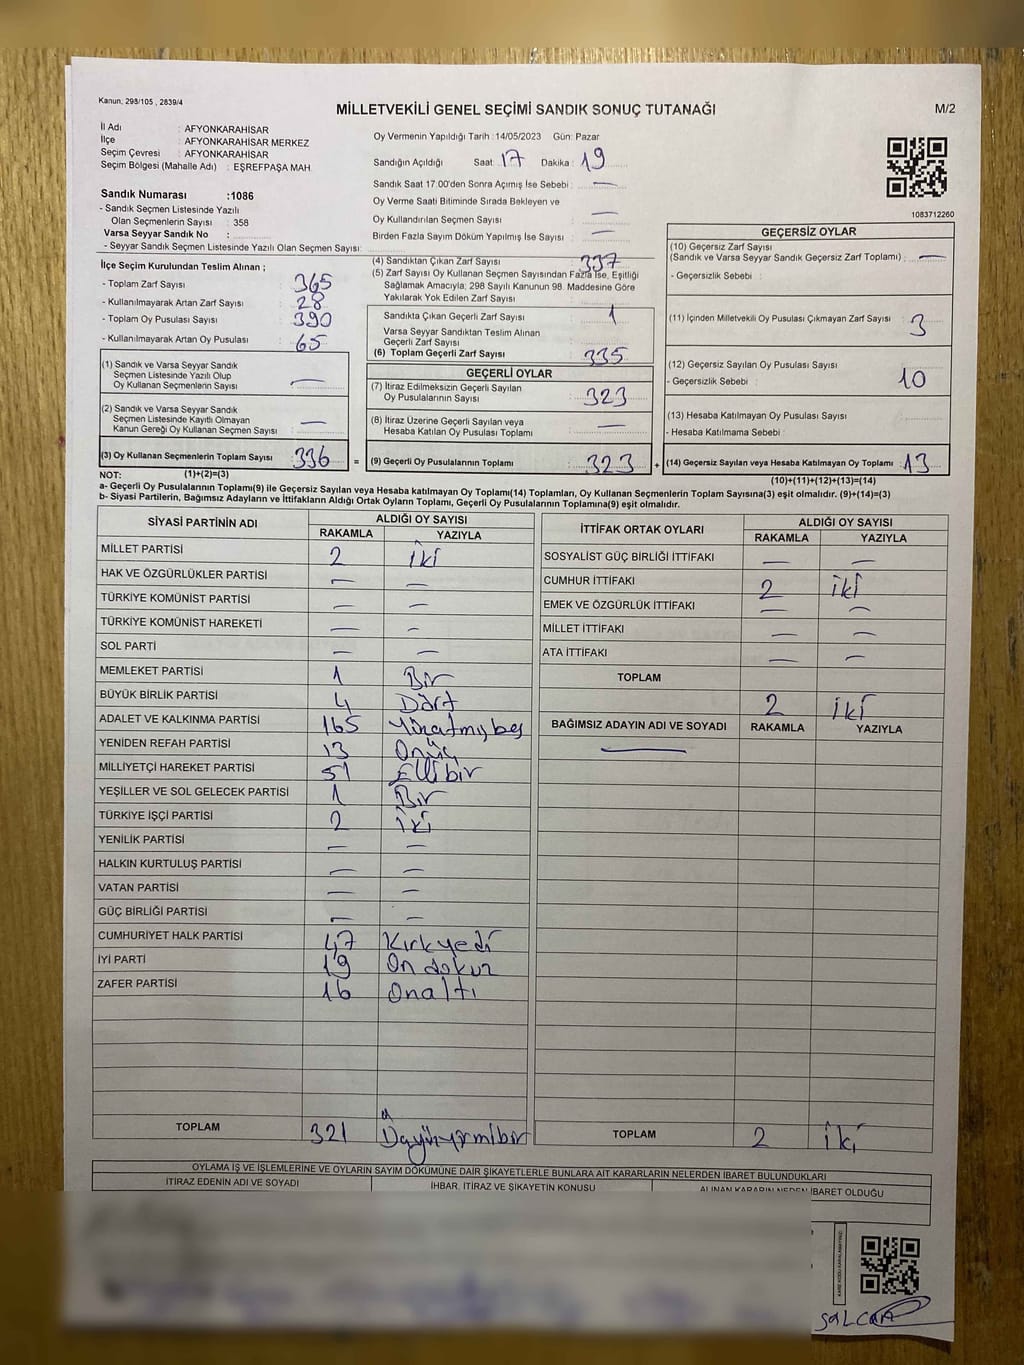 Kanun, 298/105 , 2839/4
MİLLETVEKİLİ GENEL SEÇİMİ SANDIK SONUÇ TUTANAĞI
M/2
İl Adı : AFYONKARAHİSAR
İlçe : AFYONKARAHİSAR MERKEZ
Seçim Çevresi : AFYONKARAHİSAR
Seçim Bölgesi (Mahalle Adı) : EŞREFPAŞA MAH
Sandık Numarası :1086
- Sandık Seçmen Listesinde Yazılı
Olan Seçmenlerin Sayısı : 358
Varsa Seyyar Sandık No :
- Seyyar Sandık Seçmen Listesinde Yazılı Olan Seçmen Sayısı:
Oy Vermenin Yapıldığı Tarih : 14/05/2023 Gün: Pazar
Sandığın Açıldığı Saat : 17 Dakika : 19
Sandık Saat 17:00'den Sonra Açılmış İse Sebebi : —
Oy Verme Saati Bitiminde Sırada Bekleyen ve
Oy Kullandırılan Seçmen Sayısı : —
Birden Fazla Sayım Döküm Yapılmış İse Sayısı : —
1083712260
İlçe Seçim Kurulundan Teslim Alınan ;
- Toplam Zarf Sayısı : 365
- Kullanılmayarak Artan Zarf Sayısı : 28
- Toplam Oy Pusulası Sayısı : 390
- Kullanılmayarak Artan Oy Pusulası : 65
(1) Sandık ve Varsa Seyyar Sandık
Seçmen Listesinde Yazılı Olup
Oy Kullanan Seçmenlerin Sayısı : —
(2) Sandık ve Varsa Seyyar Sandık
Seçmen Listesinde Kayıtlı Olmayan
Kanun Gereği Oy Kullanan Seçmen Sayısı : —
(3) Oy Kullanan Seçmenlerin Toplam Sayısı : 336 =
(4) Sandıktan Çıkan Zarf Sayısı : 337
(5) Zarf Sayısı Oy Kullanan Seçmen Sayısından Fazla İse, Eşitliği
Sağlamak Amacıyla; 298 Sayılı Kanunun 98. Maddesine Göre
Yakılarak Yok Edilen Zarf Sayısı :
Sandıkta Çıkan Geçerli Zarf Sayısı : 1
Varsa Seyyar Sandıktan Teslim Alınan
Geçerli Zarf Sayısı :
(6) Toplam Geçerli Zarf Sayısı : 335
GEÇERLİ OYLAR
(7) İtiraz Edilmeksizin Geçerli Sayılan
Oy Pusulalarının Sayısı : 323
(8) İtiraz Üzerine Geçerli Sayılan veya
Hesaba Katılan Oy Pusulası Toplamı : —
(9) Geçerli Oy Pusulalarının Toplamı : 323 +
GEÇERSİZ OYLAR
(10) Geçersiz Zarf Sayısı
(Sandık ve Varsa Seyyar Sandık Geçersiz Zarf Toplamı) : —
- Geçersizlik Sebebi :
(11) İçinden Milletvekili Oy Pusulası Çıkmayan Zarf Sayısı : 3
(12) Geçersiz Sayılan Oy Pusulası Sayısı : 10
- Geçersizlik Sebebi :
(13) Hesaba Katılmayan Oy Pusulası Sayısı :
- Hesaba Katılmama Sebebi :
(14) Geçersiz Sayılan veya Hesaba Katılmayan Oy Toplamı : 13
NOT: (1)+(2)=(3)
(10)+(11)+(12)+(13)=(14)
a- Geçerli Oy Pusulalarının Toplamı(9) ile Geçersiz Sayılan veya Hesaba katılmayan Oy Toplamı(14) Toplamları, Oy Kullanan Seçmenlerin Toplam Sayısına(3) eşit olmalıdır. (9)+(14)=(3)
b- Siyasi Partilerin, Bağımsız Adayların ve İttifakların Aldığı Ortak Oyların Toplamı, Geçerli Oy Pusulalarının Toplamına(9) eşit olmalıdır.
SİYASİ PARTİNİN ADI ALDIĞI OY SAYISI
RAKAMLA YAZIYLA
MİLLET PARTİSİ 2 iki
HAK VE ÖZGÜRLÜKLER PARTİSİ — —
TÜRKİYE KOMÜNİST PARTİSİ — —
TÜRKİYE KOMÜNİST HAREKETİ — —
SOL PARTİ — —
MEMLEKET PARTİSİ 1 Bir
BÜYÜK BİRLİK PARTİSİ 4 Dört
ADALET VE KALKINMA PARTİSİ 165 Yüzatmışbeş
YENİDEN REFAH PARTİSİ 13 Onüç
MİLLİYETÇİ HAREKET PARTİSİ 51 Ellibir
YEŞİLLER VE SOL GELECEK PARTİSİ 1 Bir
TÜRKİYE İŞÇİ PARTİSİ 2 iki
YENİLİK PARTİSİ — —
HALKIN KURTULUŞ PARTİSİ — —
VATAN PARTİSİ — —
GÜÇ BİRLİĞİ PARTİSİ — —
CUMHURİYET HALK PARTİSİ 47 Kırkyedi
İYİ PARTİ 19 Ondokuz
ZAFER PARTİSİ 16 Onaltı
TOPLAM 321
İTTİFAK ORTAK OYLARI ALDIĞI OY SAYISI
RAKAMLA YAZIYLA
SOSYALİST GÜÇ BİRLİĞİ İTTİFAKI — —
CUMHUR İTTİFAKI 2 iki
EMEK VE ÖZGÜRLÜK İTTİFAKI — —
MİLLET İTTİFAKI — —
ATA İTTİFAKI — —
TOPLAM 2 iki
BAĞIMSIZ ADAYIN ADI VE SOYADI RAKAMLA YAZIYLA
—
TOPLAM 2 iki
OYLAMA İŞ VE İŞLEMLERİNE VE OYLARIN SAYIM DÖKÜMÜNE DAİR ŞİKAYETLERLE BUNLARA AİT KARARLARIN NELERDEN İBARET BULUNDUKLARI
İTİRAZ EDENİN ADI VE SOYADI İHBAR, İTİRAZ VE ŞİKAYETİN KONUSU ALINAN KARARIN NEDEN İBARET OLDUĞU